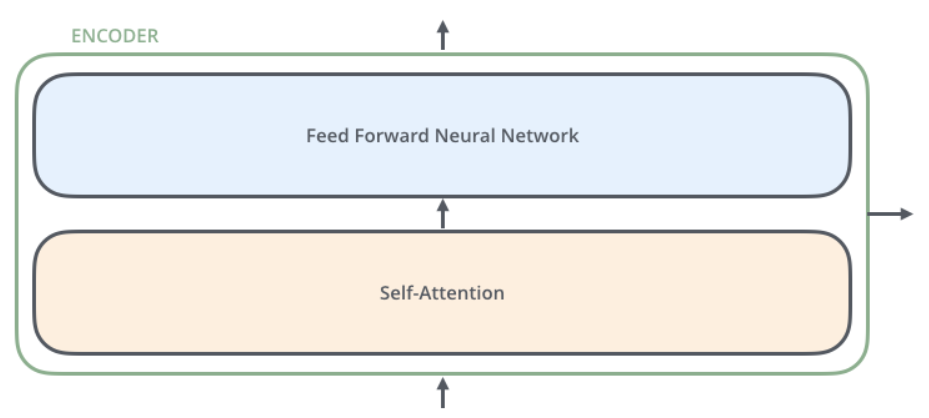 ENCODER
Feed Forward Neural Network
Self-Attention